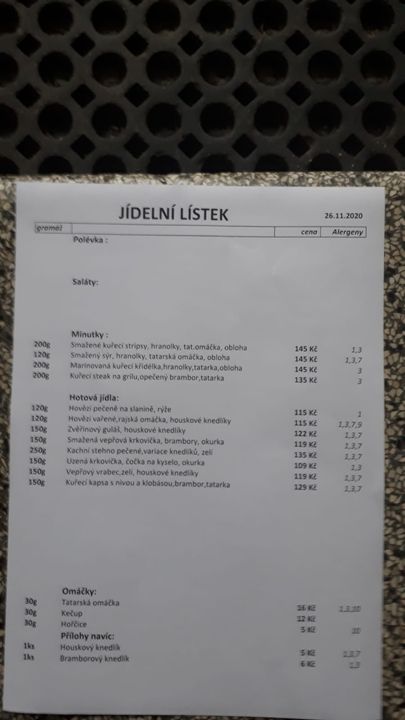 JÍDELNÍ LÍSTEK 26.11.2020
gramáž cena Alergeny
Polévka :
Saláty:
Minutky :
200g Smažené kuřecí stripsy, hranolky, tat.omáčka, obloha 145 Kč 1,3
120g Smažený sýr, hranolky, tatarská omáčka, obloha 145 Kč 1,3,7
200g Marinovaná kuřecí křidélka,hranolky,tatarka,obloha 145 Kč 3
200g Kuřecí steak na grilu,opečený brambor,tatarka 135 Kč 3
Hotová jídla:
120g Hovězí pečeně na slanině, rýže 115 Kč 1
120g Hovězí vařené,rajská omáčka, houskové knedlíky 115 Kč 1,3,7,9
150g Zvěřinový guláš, houskové knedlíky 122 Kč 1,3,7
150g Smažená vepřová krkovička, brambory, okurka 119 Kč 1,3,7
250g Kachní stehno pečené,variace knedlíků, zelí 135 Kč 1,3,7
150g Uzená krkovička, čočka na kyselo, okurka 109 Kč 1,3
150g Vepřový vrabec,zelí, houskové knedlíky 119 Kč 1,3,7
150g Kuřecí kapsa s nivou a klobásou,brambor,tatarka 129 Kč 1,3,7
Omáčky:
30g Tatarská omáčka 16 Kč 1,3,10
30g Kečup 12 Kč
30g Hořčice 5 Kč 10
Přílohy navíc:
1ks Houskový knedlík 5 Kč 1,3,7
1ks Bramborový knedlík 6 Kč 1,3